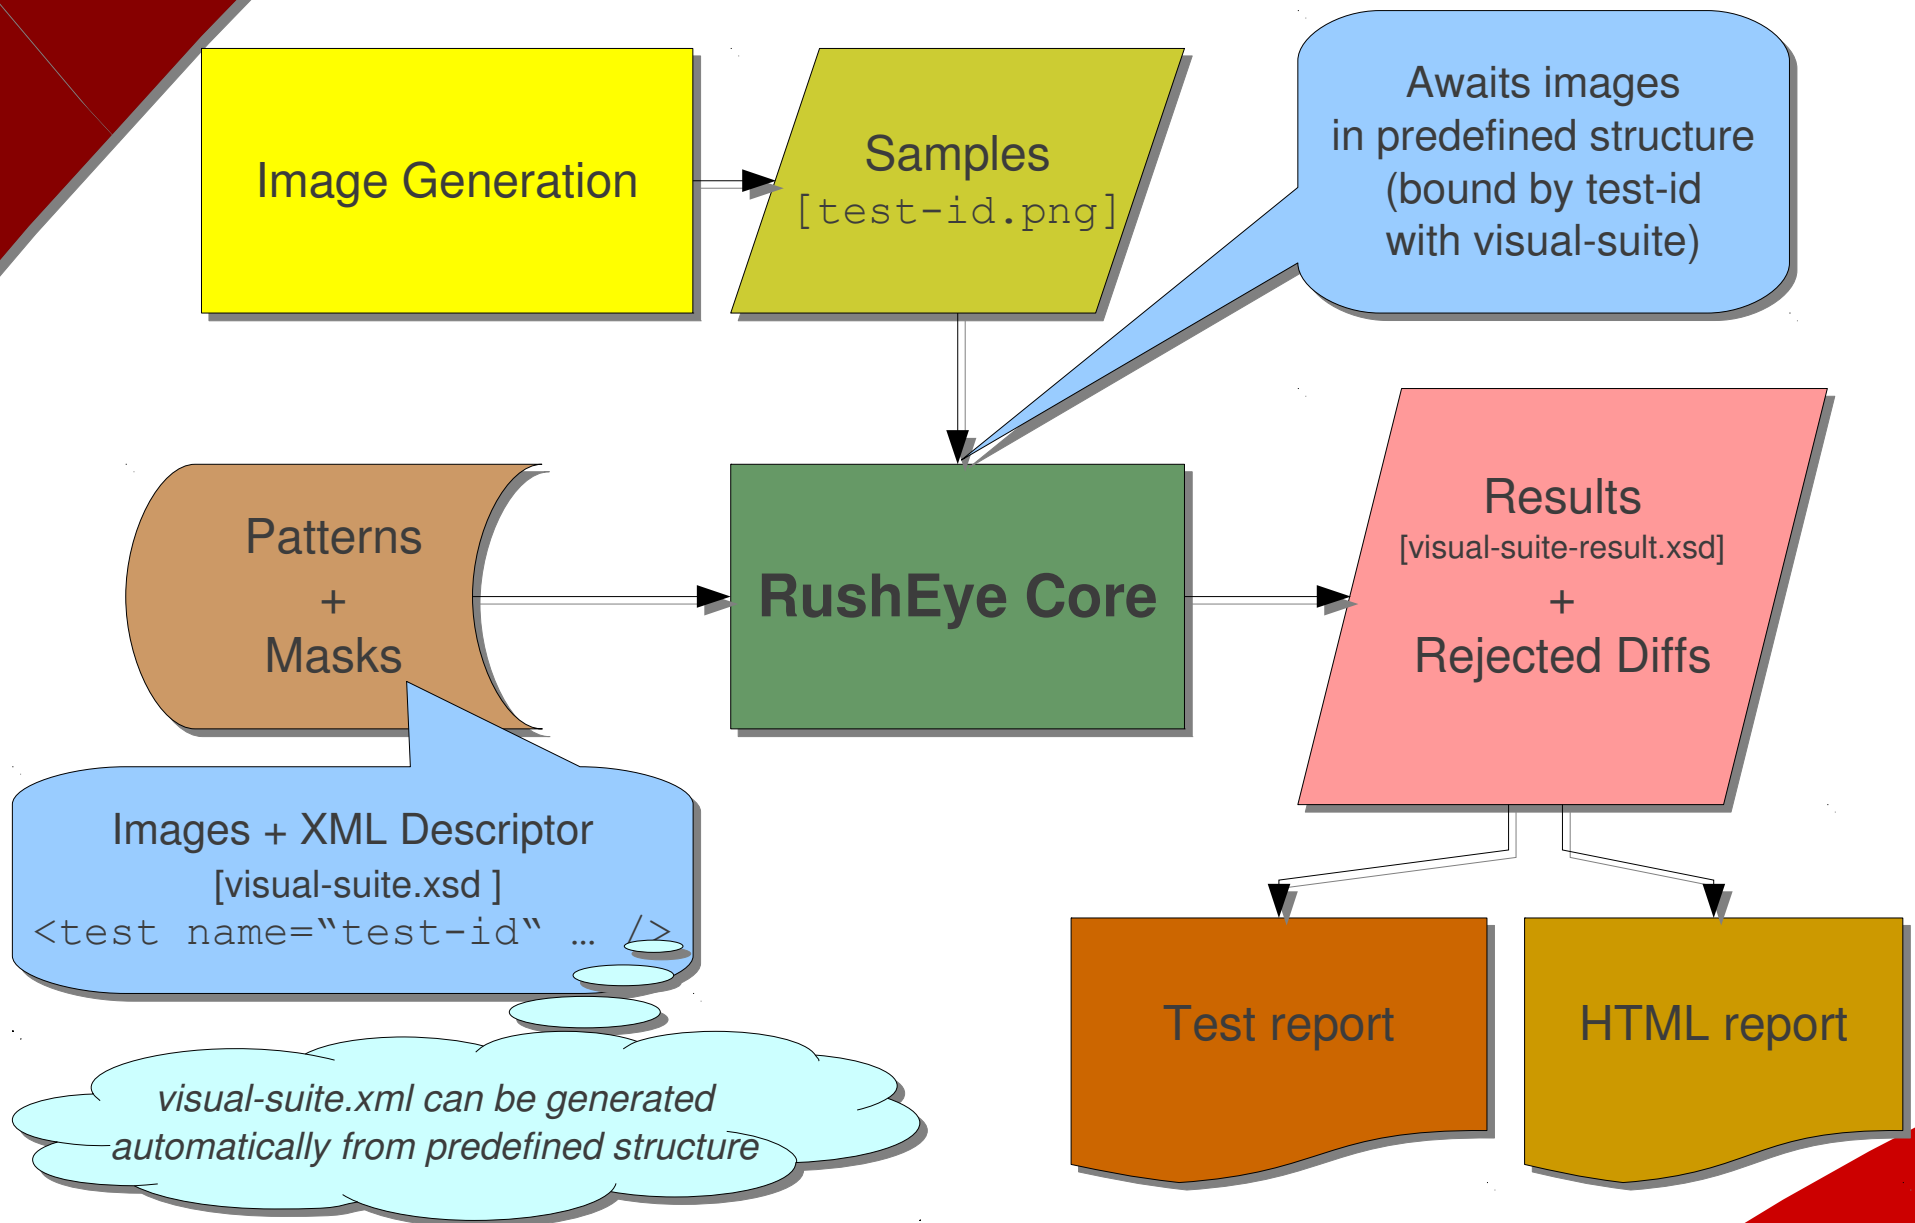 Image Generation
Samples
[test-id.png]
Awaits images
in predefined structure
(bound by test-id
with visual-suite)
Patterns
+
Masks
RushEye Core
Results
[visual-suite-result.xsd]
+
Rejected Diffs
Images + XML Descriptor
[visual-suite.xsd ]
<test name=“test-id“ … />
visual-suite.xml can be generated
automatically from predefined structure
Test report
HTML report